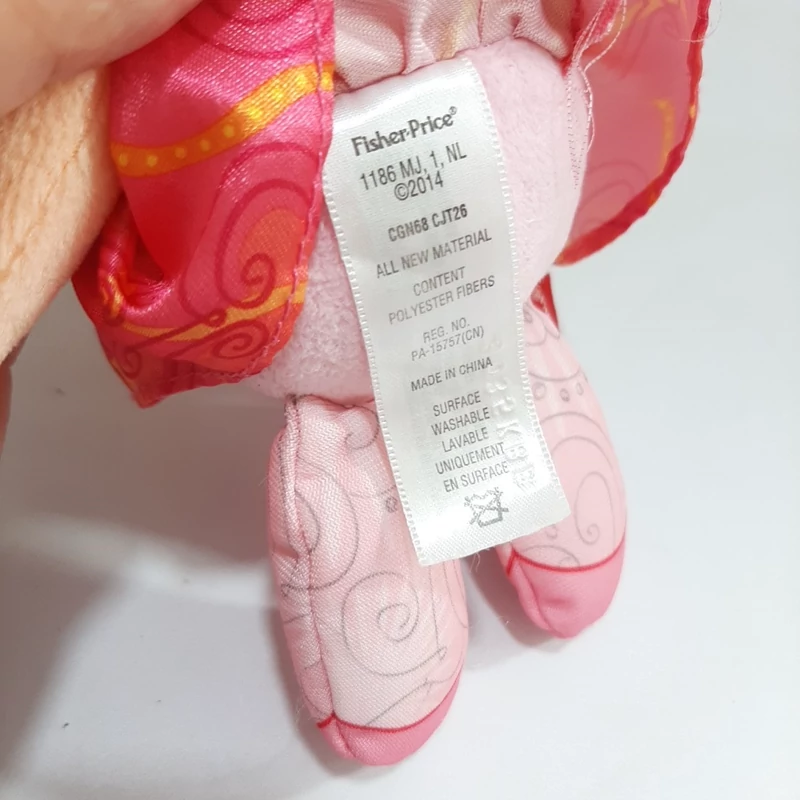 Fisher-Price®
1186 MJ, 1, NL
©2014
CGN68 CJT26
ALL NEW MATERIAL
CONTENT
POLYESTER FIBERS
REG. NO.
PA-15757(CN)
MADE IN CHINA
SURFACE
WASHABLE
LAVABLE
UNIQUEMENT
EN SURFACE